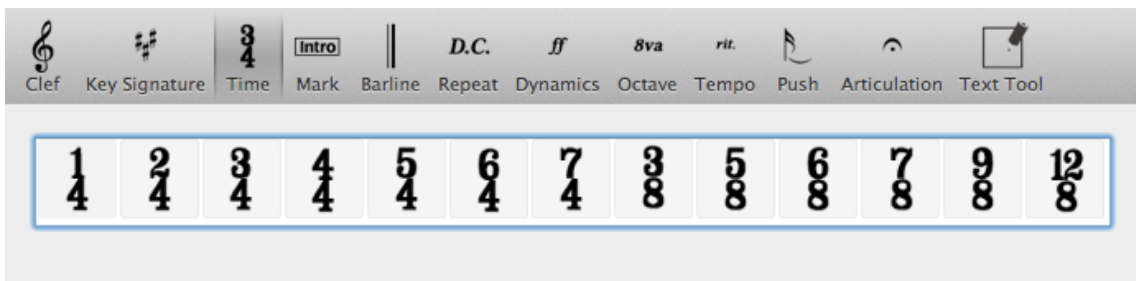 3 Intro D.C. ff 8va rit.
4
Clef Key Signature Time Mark Barline Repeat Dynamics Octave Tempo Push Articulation Text Tool
1 2 3 4 5 6 7 3 5 6 7 9 12
4 4 4 4 4 4 4 8 8 8 8 8 8